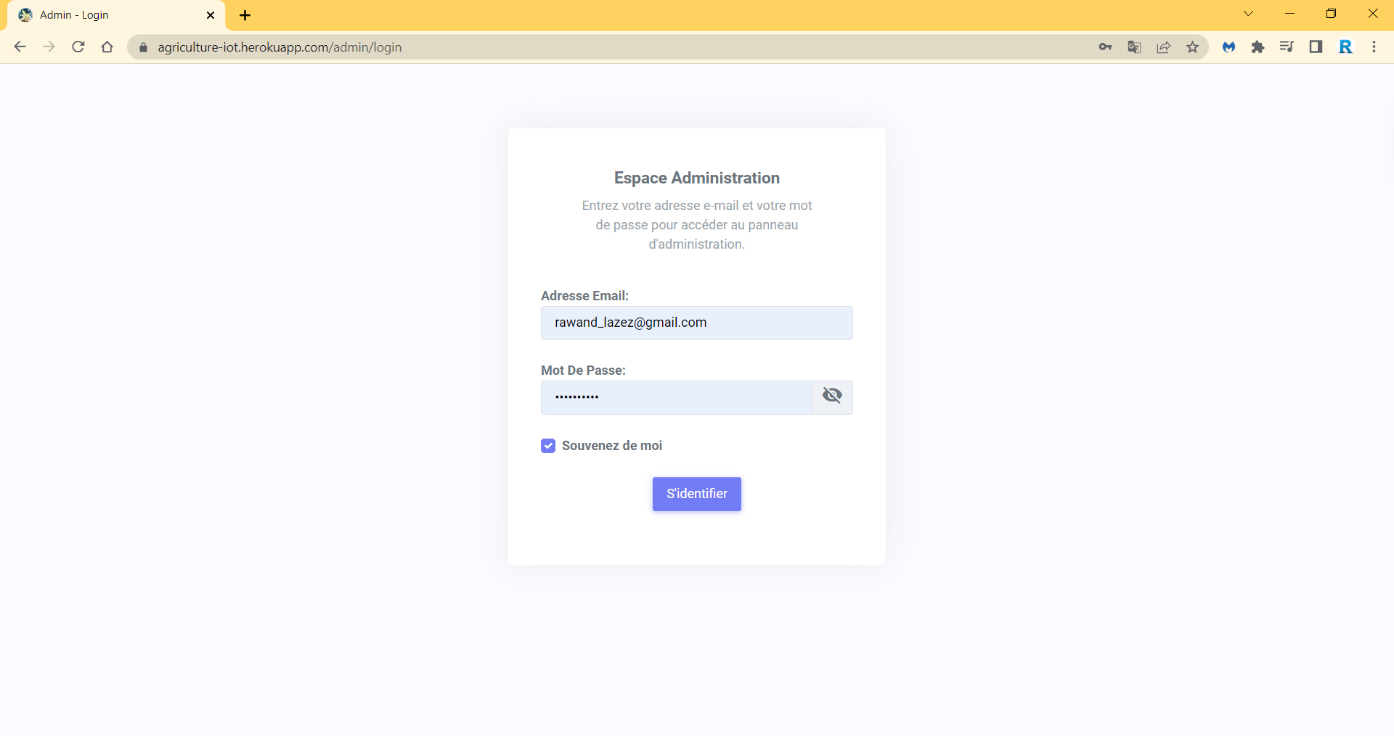 Admin - Login
agriculture-iot.herokuapp.com/admin/login
R
Espace Administration
Entrez votre adresse e-mail et votre mot
de passe pour accéder au panneau
d'administration.
Adresse Email:
rawand_lazez@gmail.com
Mot De Passe:
••••••••••
Souvenez de moi
S'identifier